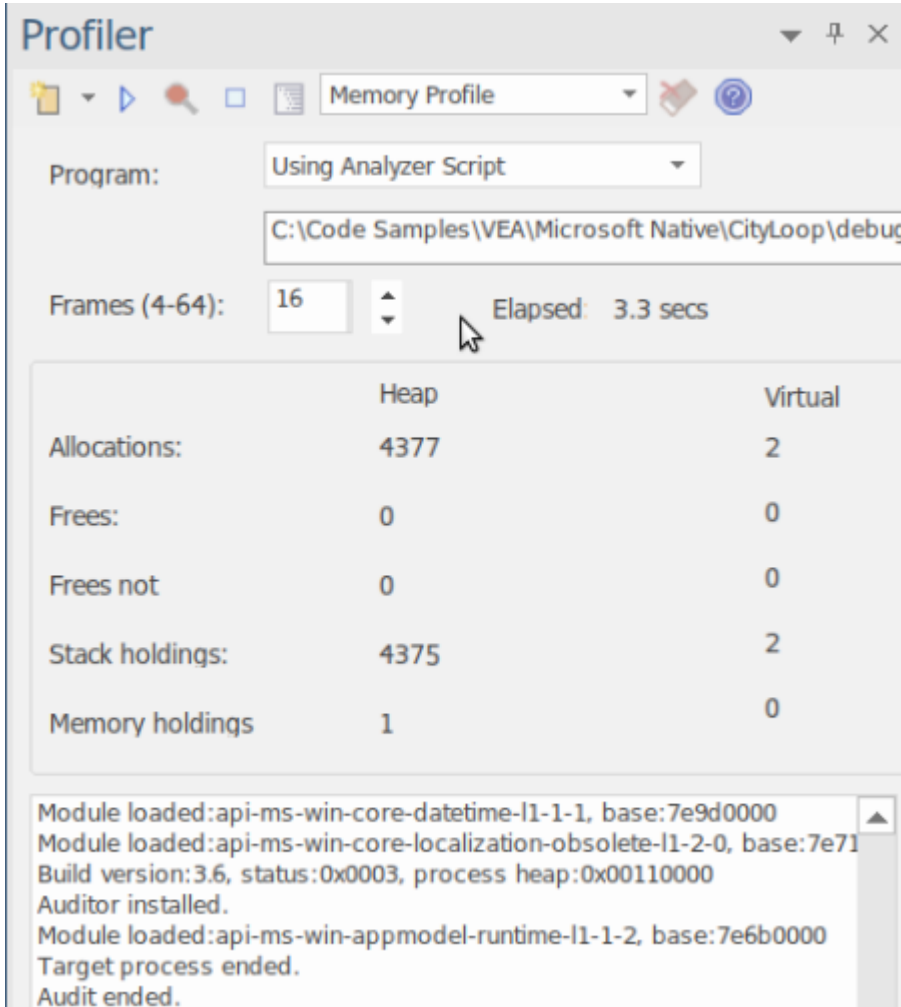 Profiler
Memory Profile
Program: Using Analyzer Script
C:\Code Samples\VEA\Microsoft Native\CityLoop\debug
Frames (4-64): 16 Elapsed: 3.3 secs
Heap Virtual
Allocations: 4377 2
Frees: 0 0
Frees not 0 0
Stack holdings: 4375 2
Memory holdings 1 0
Module loaded:api-ms-win-core-datetime-l1-1-1, base:7e9d0000
Module loaded:api-ms-win-core-localization-obsolete-l1-2-0, base:7e71
Build version:3.6, status:0x0003, process heap:0x00110000
Auditor installed.
Module loaded:api-ms-win-appmodel-runtime-l1-1-2, base:7e6b0000
Target process ended.
Audit ended.